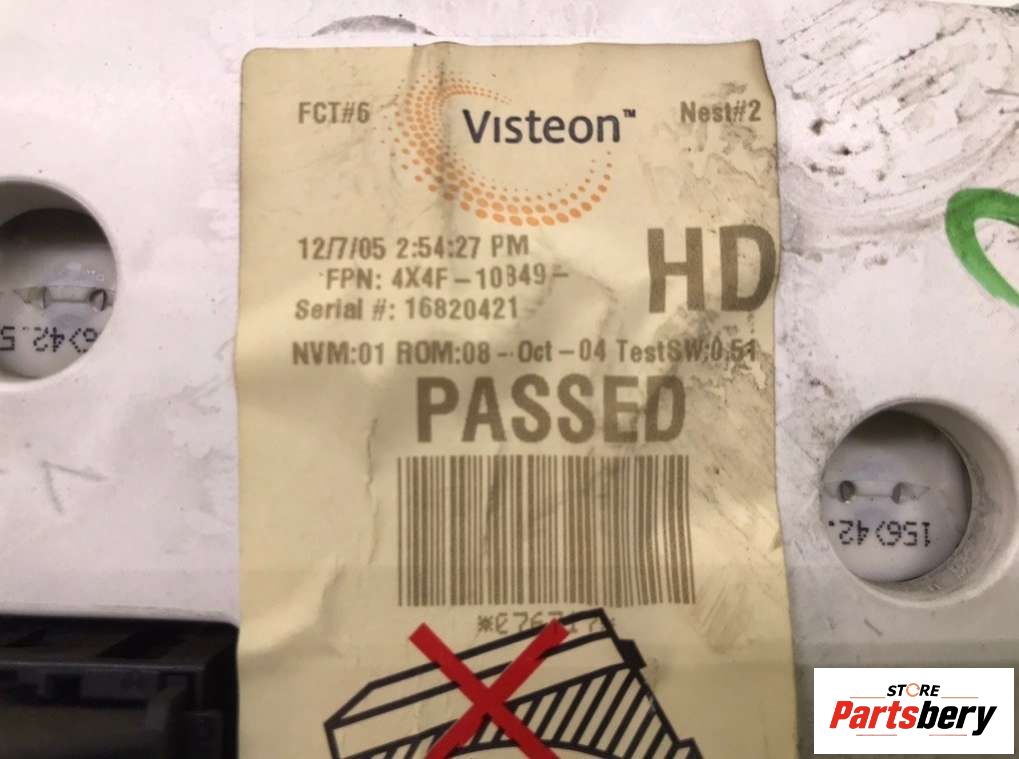 FCT#6 Visteon™ Nest#2
12/7/05 2:54:27 PM
FPN: 4X4F-10849-
HD
Serial #: 16820421
NVM:01 ROM:08-Oct-04 TestSW:0.51
PASSED
156>42.
STORE
Partsbery